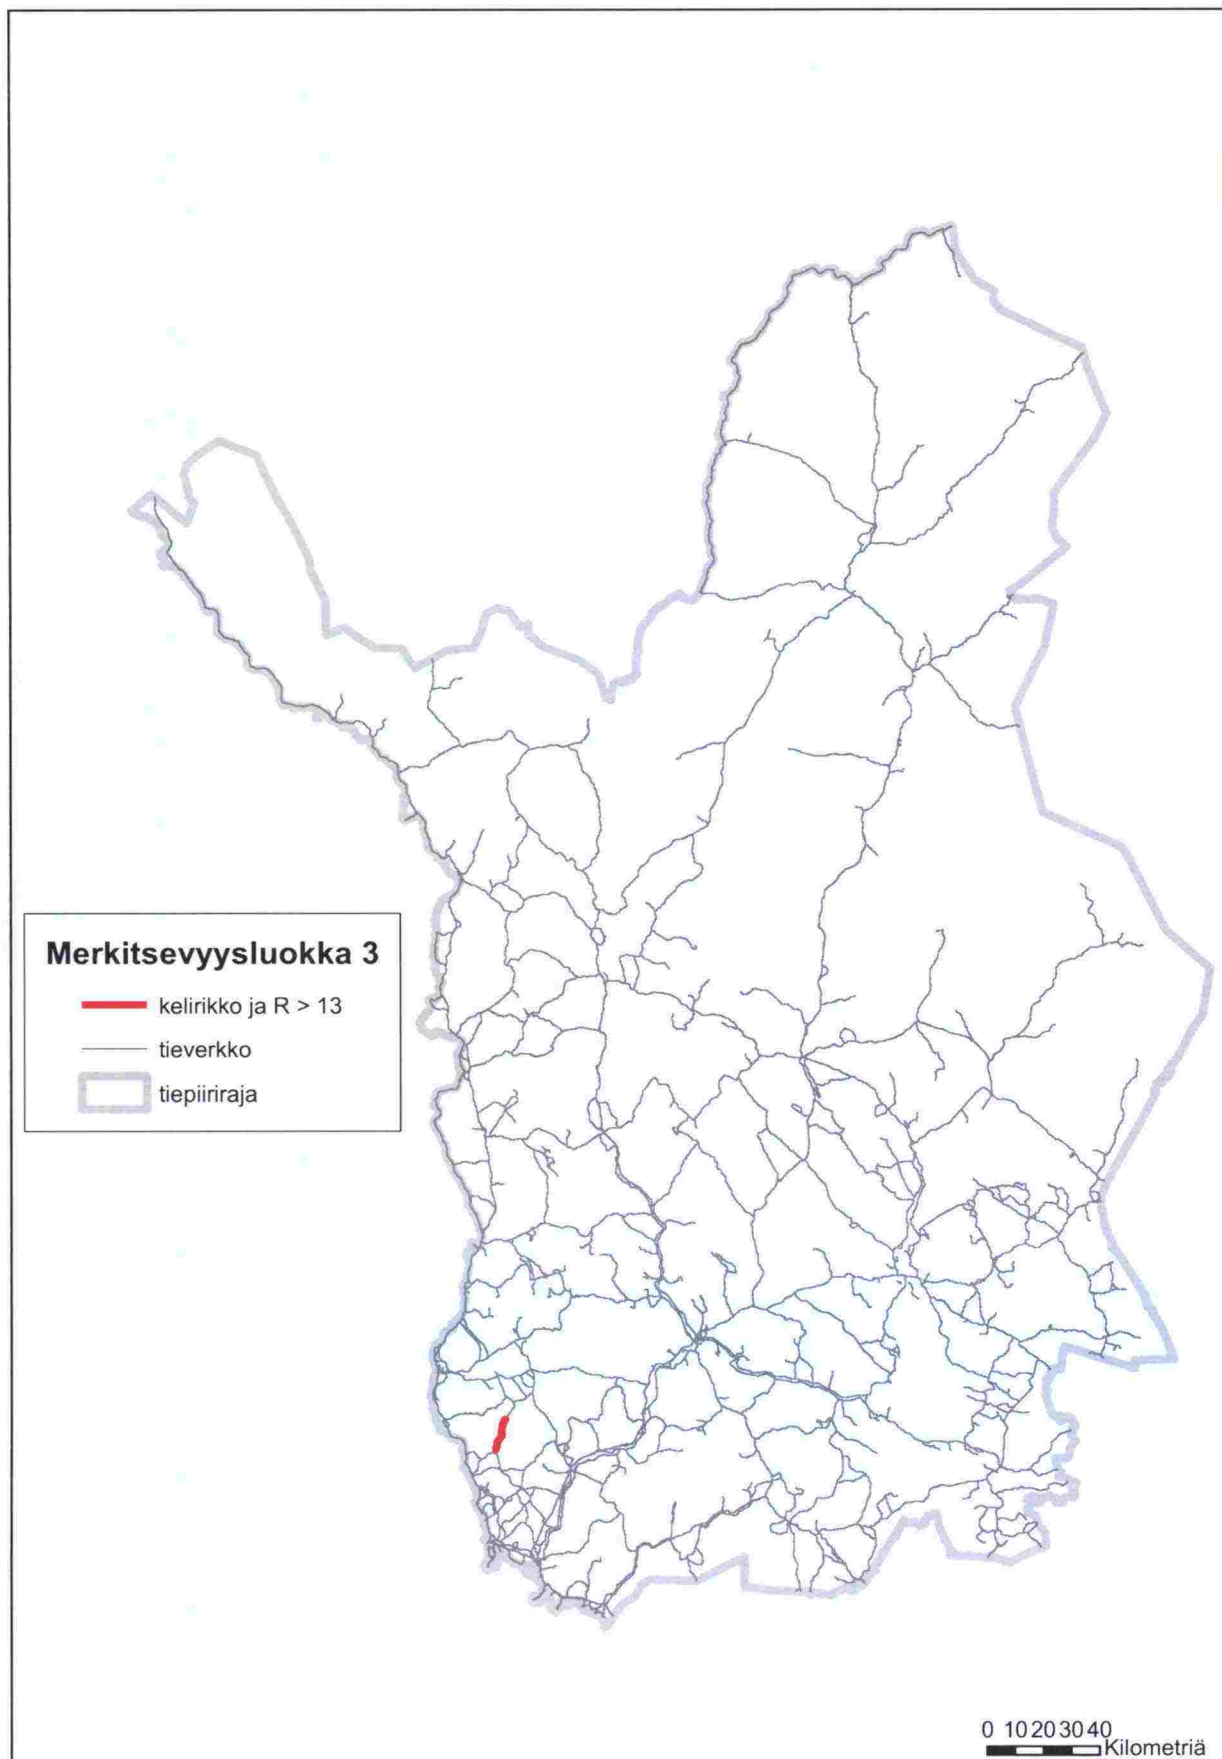 Merkitsevyysluokka 3
kelirikko ja R > 13
tieverkko
tiepiiriraja
0 10 20 30 40
Kilometriä